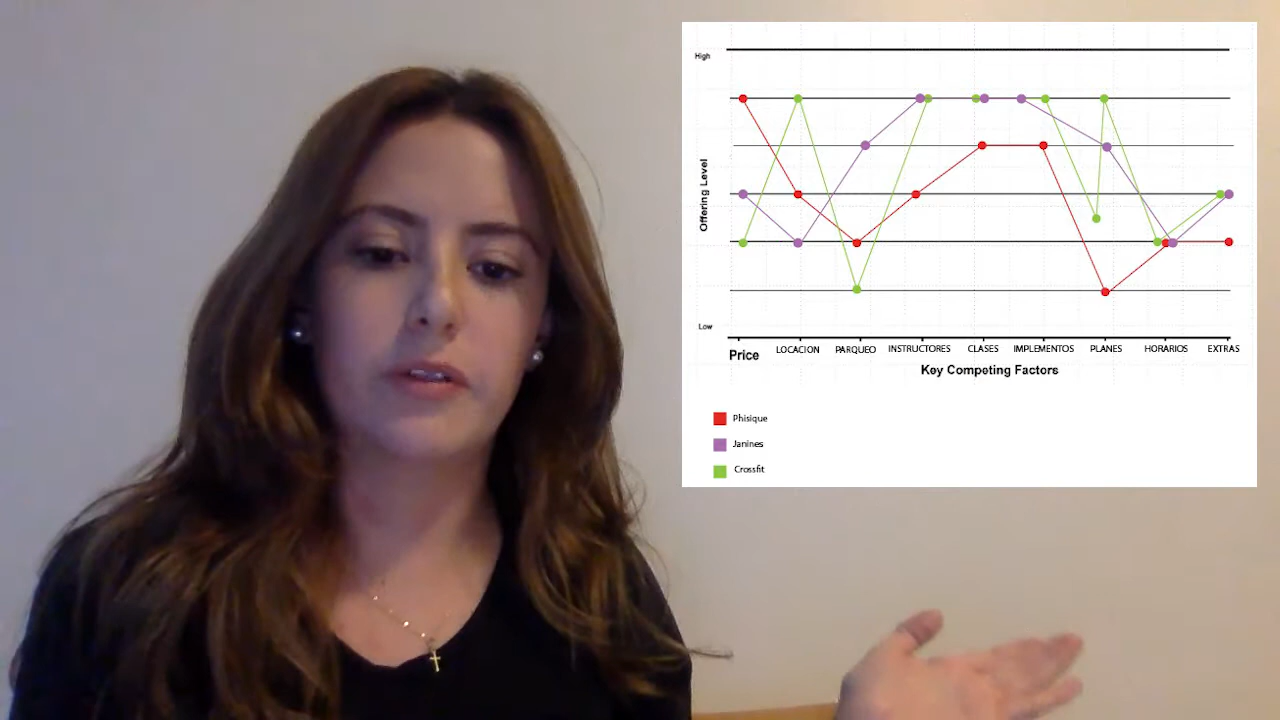 High
Offering Level
Low
Price LOCACION PARQUEO INSTRUCTORES CLASES IMPLEMENTOS PLANES HORARIOS EXTRAS
Key Competing Factors
Phisique
Janines
Crossfit